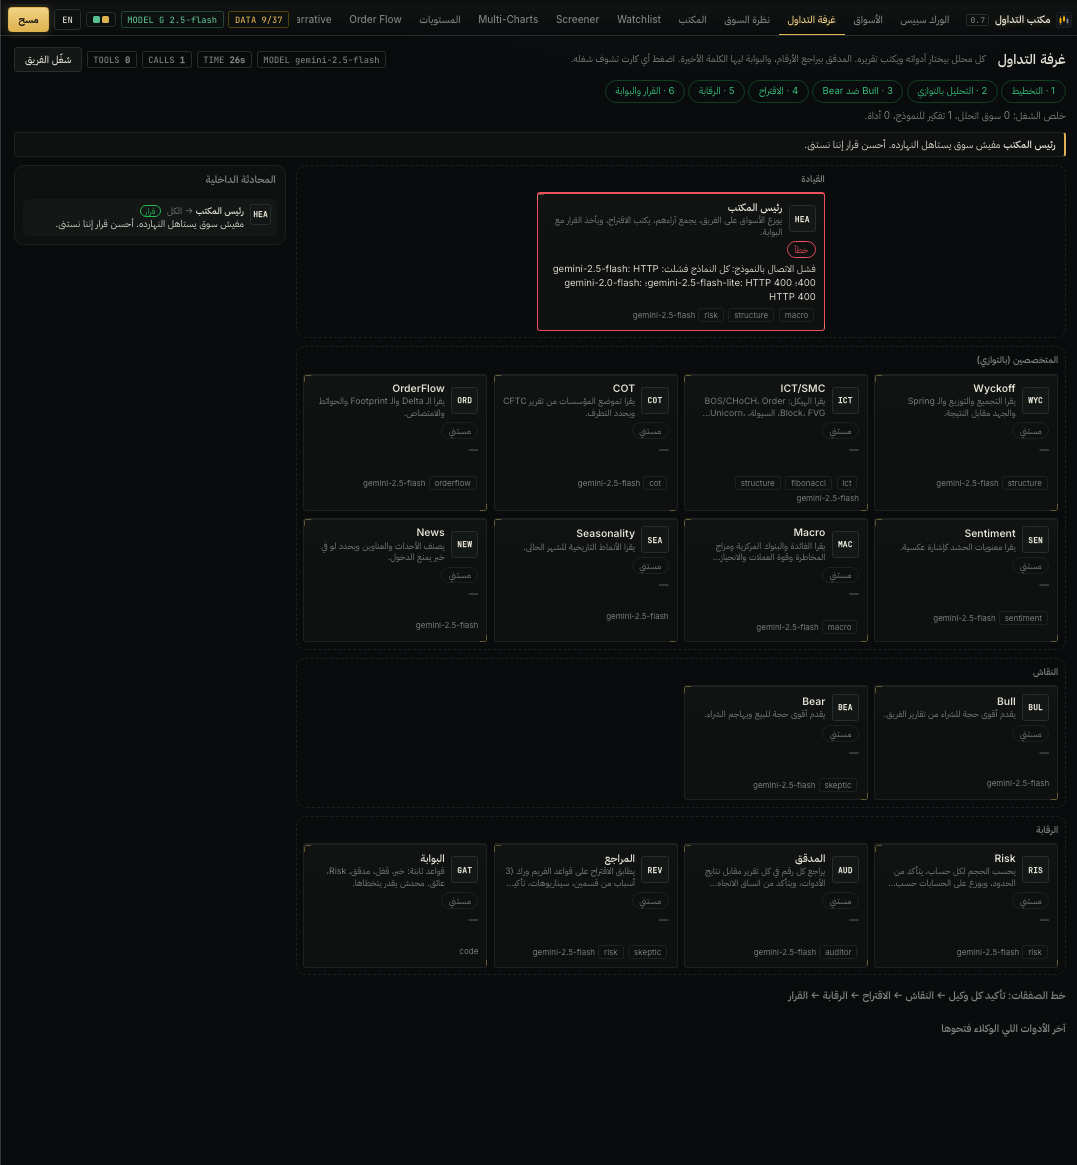 مكتب التداول 0.7 الورك سبيس الأسواق غرفة التداول نظرة السوق المكتب Watchlist Screener Multi-Charts المستويات Order Flow arrative DATA 9/37 MODEL G 2.5-flash EN مسح
غرفة التداول كل محلل بيختار أدواته ويكتب تقريره. المدقق بيراجع الأرقام، والبوابة ليها الكلمة الأخيرة. اضغط أي كارت تشوف شغله. MODEL gemini-2.5-flash TIME 26s CALLS 1 TOOLS 0 شغّل الفريق
1 · التخطيط 2 · التحليل بالتوازي 3 · Bull ضد Bear 4 · الاقتراح 5 · الرقابة 6 · القرار والبوابة
خلص الشغل: 0 سوق اتحلل، 1 تفكير للنموذج، 0 أداة.
رئيس المكتب مفيش سوق يستاهل النهارده. أحسن قرار إننا نستنى.
القيادة
HEA رئيس المكتب
يوزع الأسواق على الفريق، يجمع آراءهم، يكتب الاقتراح، ويأخذ القرار مع
البوابة.
خطأ
فشل الاتصال بالنموذج: كل النماذج فشلت: gemini-2.5-flash: HTTP
400؛ gemini-2.5-flash-lite: HTTP 400؛ gemini-2.0-flash:
HTTP 400
macro structure risk gemini-2.5-flash
المحادثة الداخلية
HEA رئيس المكتب → الكل قرار
مفيش سوق يستاهل النهارده. أحسن قرار إننا نستنى.
المتخصصين (بالتوازي)
WYC Wyckoff
يقرأ التجميع والتوزيع والـ Spring
والجهد مقابل النتيجة.
مستني
—
structure gemini-2.5-flash
ICT ICT/SMC
يقرأ الهيكل: BOS/CHoCH، Order
Block، FVG، السيولة، Unicorn...
مستني
—
ict fibonacci structure
gemini-2.5-flash
COT COT
يقرأ تموضع المؤسسات من تقرير CFTC
ويحدد التطرف.
مستني
—
cot gemini-2.5-flash
ORD OrderFlow
يقرأ الـ Delta والـ Footprint والحوائط
والامتصاص.
مستني
—
orderflow gemini-2.5-flash
SEN Sentiment
يقرأ معنويات الحشد كإشارة عكسية.
مستني
—
sentiment gemini-2.5-flash
MAC Macro
يقرأ الفائدة والبنوك المركزية ومزاج
المخاطرة وقوة العملات والانحياز...
مستني
—
macro gemini-2.5-flash
SEA Seasonality
يقرأ الأنماط التاريخية للشهر الحالي.
مستني
—
gemini-2.5-flash
NEW News
يصنف الأحداث والعناوين ويحدد لو في
خبر يمنع الدخول.
مستني
—
gemini-2.5-flash
النقاش
BUL Bull
يقدم أقوى حجة للشراء من تقارير الفريق.
مستني
—
gemini-2.5-flash
BEA Bear
يقدم أقوى حجة للبيع ويهاجم الشراء.
مستني
—
skeptic gemini-2.5-flash
الرقابة
RIS Risk
يحسب الحجم لكل حساب، يتأكد من
الحدود، ويوزع على الحسابات حسب...
مستني
—
risk gemini-2.5-flash
AUD المدقق
يراجع كل رقم في كل تقرير مقابل نتايج
الأدوات، ويتأكد من اتساق الاتجاه...
مستني
—
auditor gemini-2.5-flash
REV المراجع
يطابق الاقتراح على قواعد الفريم ورك (3
أسباب من قسمين، سيناريوهات، تأكيـ...
مستني
—
skeptic risk gemini-2.5-flash
GAT البوابة
قواعد ثابتة: خبر، قفل، مدقق، Risk،
عائق. محدش يقدر يتخطاها.
مستني
—
code
خط الصفقات: تأكيد كل وكيل ← النقاش ← الاقتراح ← الرقابة ← القرار
آخر الأدوات اللي الوكلاء فتحوها